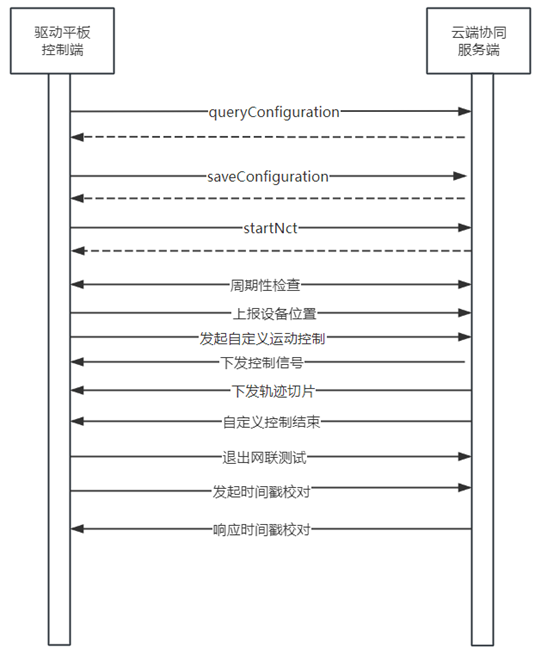 驱动平板
控制端
云端协同
服务端
queryConfiguration
saveConfiguration
startNct
周期性检查
上报设备位置
发起自定义运动控制
下发控制信号
下发轨迹切片
自定义控制结束
退出网联测试
发起时间戳校对
响应时间戳校对